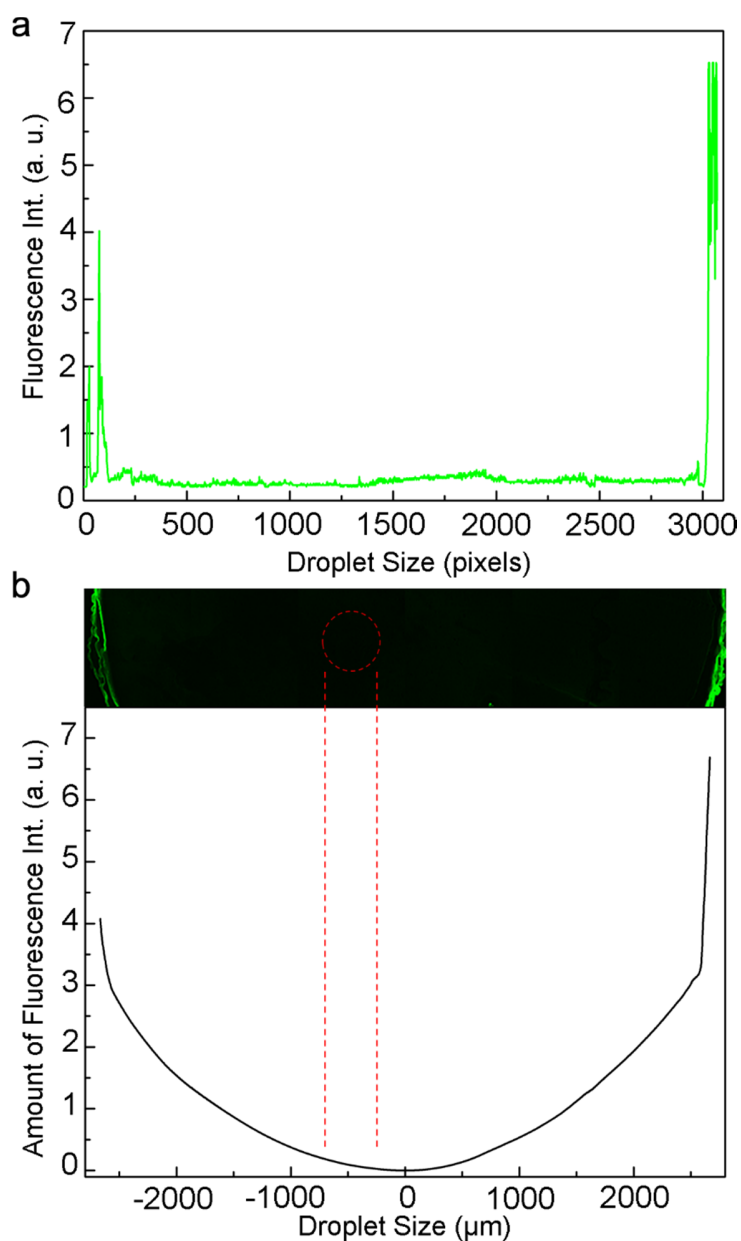 a
Fluorescence Int. (a. u.)
7
6
5
4
3
2
1
0
0 500 1000 1500 2000 2500 3000
Droplet Size (pixels)
b
Amount of Fluorescence Int. (a. u.)
7
6
5
4
3
2
1
0
-2000 -1000 0 1000 2000
Droplet Size (µm)